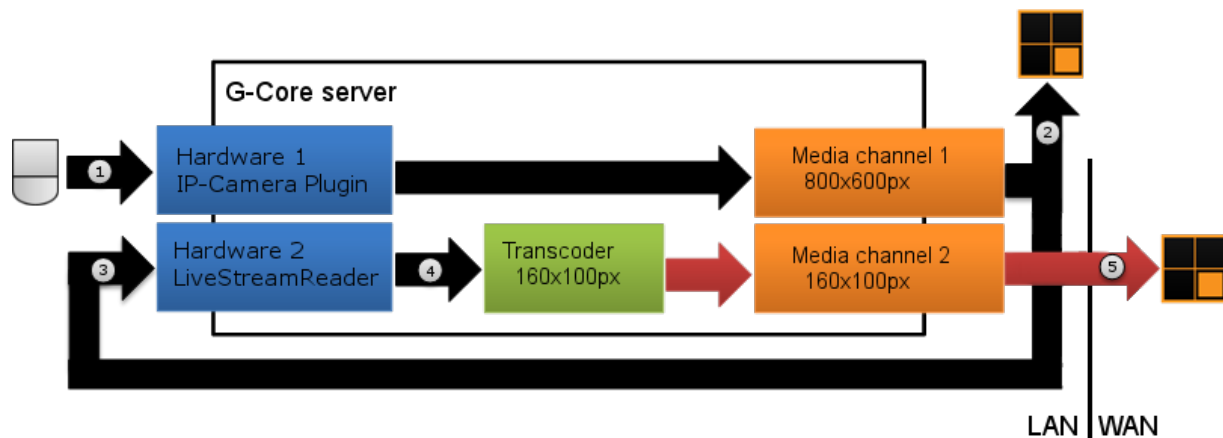 G-Core server
2
1
Hardware 1
IP-Camera Plugin
Media channel 1
800x600px
3
Hardware 2
LiveStreamReader
4
Transcoder
160x100px
Media channel 2
160x100px
5
LAN
WAN